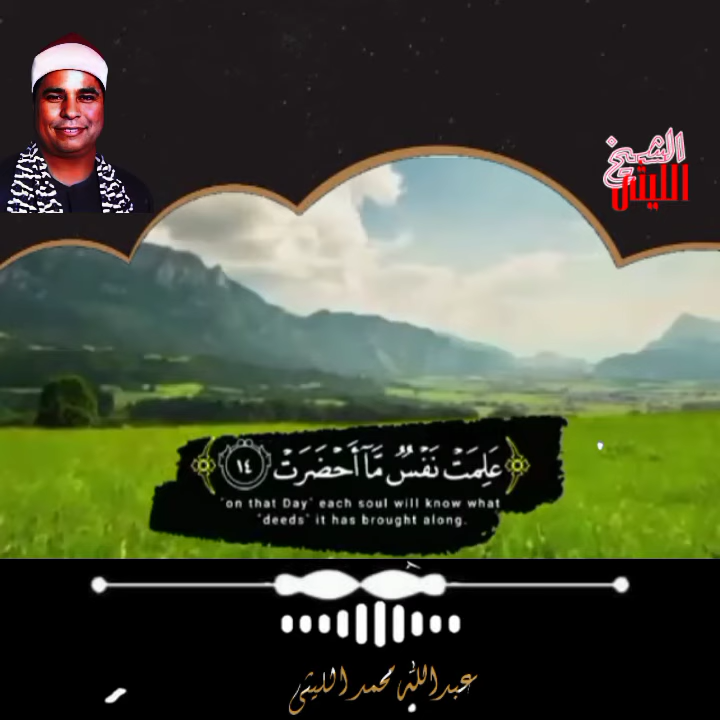 الشيخ
الليثى
عَلِمَتْ نَفْسٌ مَّآ أَحْضَرَتْ ١٤
˹on that Day˺ each soul will know what
˹deeds˺ it has brought along.
عبدالله محمد الليثى